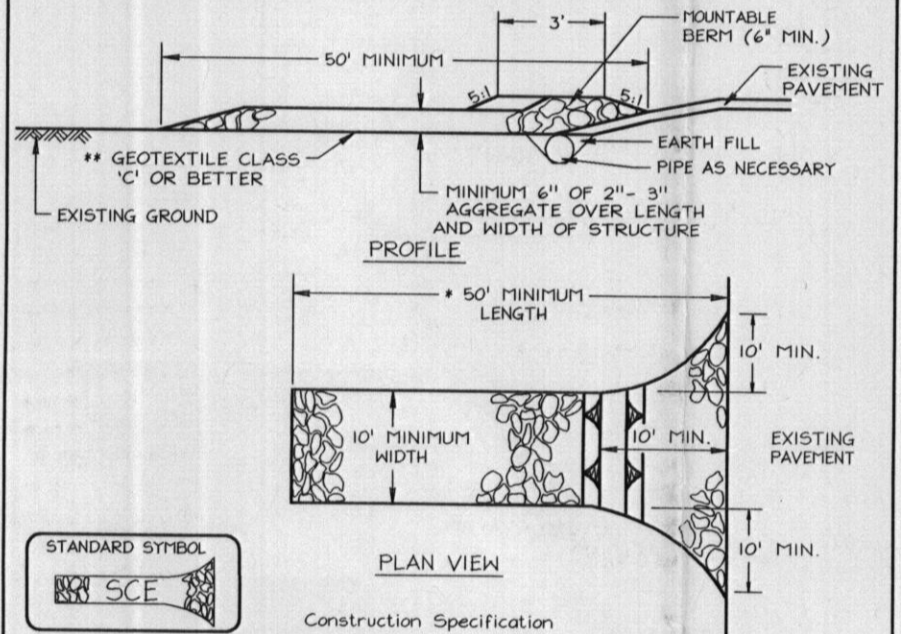 3'
MOUNTABLE
BERM (6" MIN.)
50' MINIMUM
EXISTING
PAVEMENT
5:1
5:1
** GEOTEXTILE CLASS
'C' OR BETTER
EARTH FILL
PIPE AS NECESSARY
EXISTING GROUND
MINIMUM 6" OF 2"- 3"
AGGREGATE OVER LENGTH
AND WIDTH OF STRUCTURE
PROFILE
* 50' MINIMUM
LENGTH
10' MIN.
10' MINIMUM
WIDTH
10' MIN.
EXISTING
PAVEMENT
10' MIN.
STANDARD SYMBOL
SCE
PLAN VIEW
Construction Specification